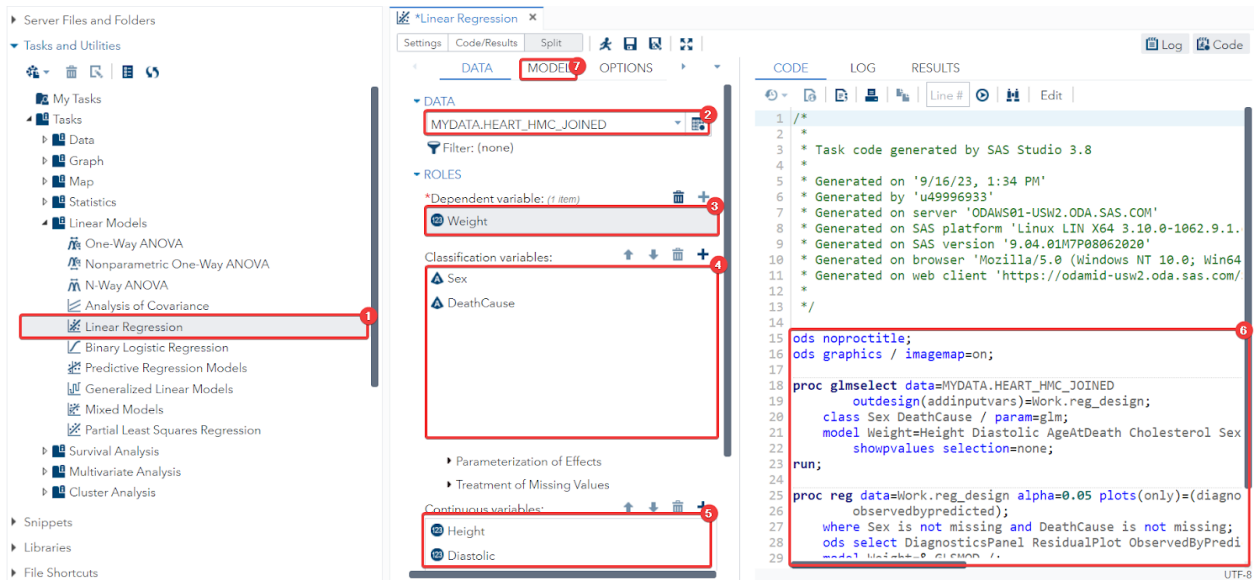 Server Files and Folders
Tasks and Utilities
My Tasks
Tasks
Data
Graph
Map
Statistics
Linear Models
One-Way ANOVA
Nonparametric One-Way ANOVA
N-Way ANOVA
Analysis of Covariance
Linear Regression
1
Binary Logistic Regression
Predictive Regression Models
Generalized Linear Models
Mixed Models
Partial Least Squares Regression
Survival Analysis
Multivariate Analysis
Cluster Analysis
Snippets
Libraries
File Shortcuts
*Linear Regression ×
Settings Code/Results Split
Log Code
DATA MODEL 7 OPTIONS
DATA
MYDATA.HEART_HMC_JOINED
2
Filter: (none)
ROLES
*Dependent variable: (1 item)
3
Weight
Classification variables:
4
Sex
DeathCause
Parameterization of Effects
Treatment of Missing Values
Continuous variables:
5
Height
Diastolic
CODE LOG RESULTS
Line # Edit
1 /*
2 *
3 * Task code generated by SAS Studio 3.8
4 *
5 * Generated on '9/16/23, 1:34 PM'
6 * Generated by 'u49996933'
7 * Generated on server 'ODAWS01-USW2.ODA.SAS.COM'
8 * Generated on SAS platform 'Linux LIN X64 3.10.0-1062.9.1.
9 * Generated on SAS version '9.04.01M7P08062020'
10 * Generated on browser 'Mozilla/5.0 (Windows NT 10.0; Win64
11 * Generated on web client 'https://odamid-usw2.oda.sas.com/
12 *
13 */
14
6
15 ods noproctitle;
16 ods graphics / imagemap=on;
17
18 proc glmselect data=MYDATA.HEART_HMC_JOINED
19 outdesign(addinputvars)=Work.reg_design;
20 class Sex DeathCause / param=glm;
21 model Weight=Height Diastolic AgeAtDeath Cholesterol Sex
22 showpvalues selection=none;
23 run;
24
25 proc reg data=Work.reg_design alpha=0.05 plots(only)=(diagno
26 observedbypredicted);
27 where Sex is not missing and DeathCause is not missing;
28 ods select DiagnosticsPanel ResidualPlot ObservedByPredi
29 model Weight=&_GLSMOD /;
UTF-8